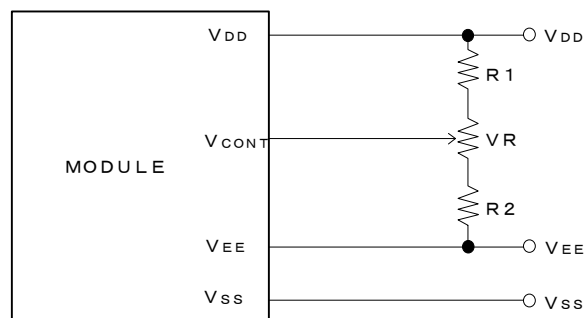 VDD VDD
R1
VCONT VR
MODULE
R2
VEE VEE
VSS VSS